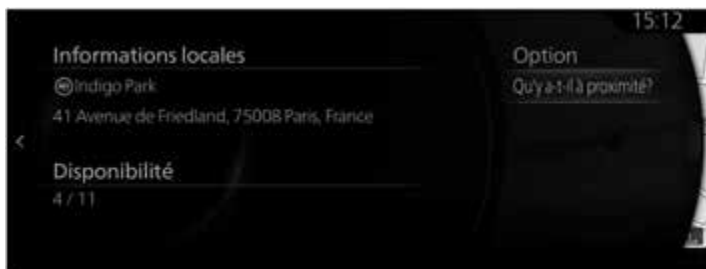 15:12
Informations locales
Indigo Park
41 Avenue de Friedland, 75008 Paris, France
Disponibilité
4 / 11
Option
Qu'y a-t-il à proximité?